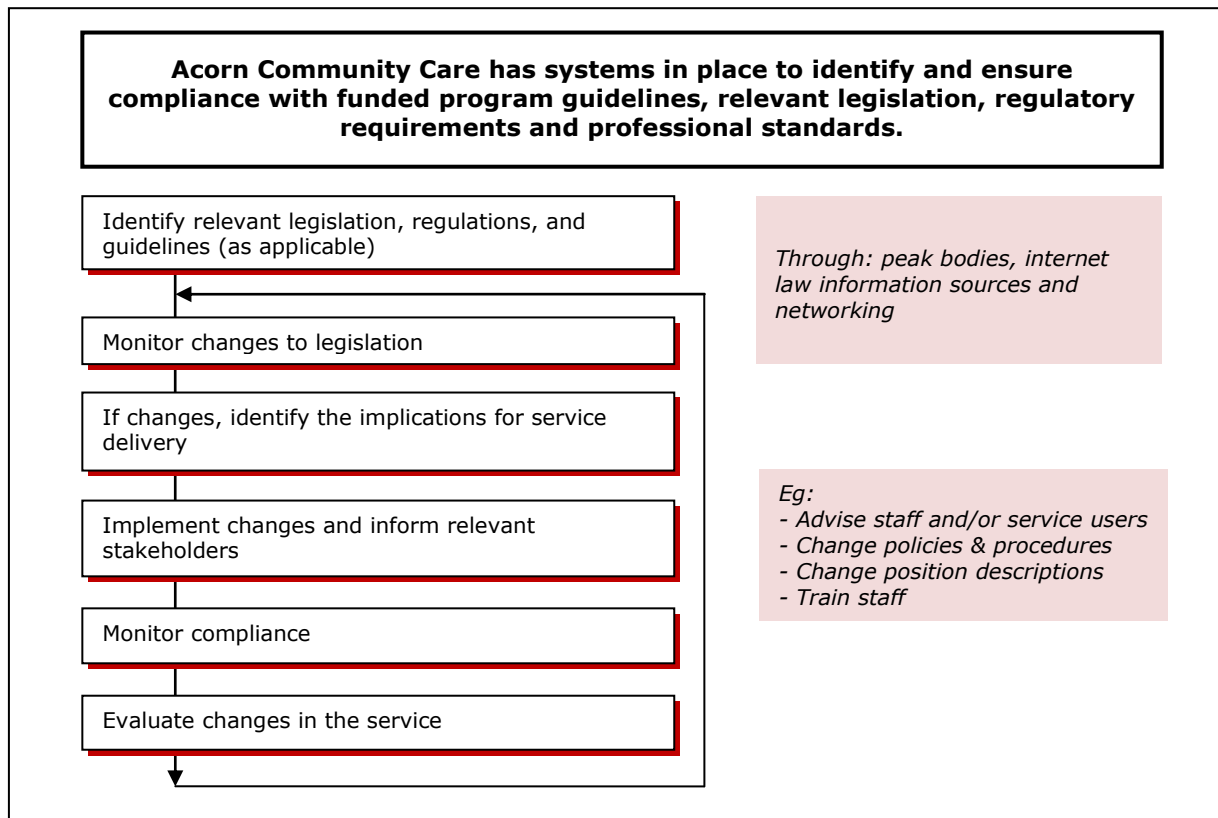 Acorn Community Care has systems in place to identify and ensure
compliance with funded program guidelines, relevant legislation, regulatory
requirements and professional standards.
Identify relevant legislation, regulations, and
guidelines (as applicable)
Through: peak bodies, internet
law information sources and
networking
Monitor changes to legislation
If changes, identify the implications for service
delivery
Implement changes and inform relevant
stakeholders
Eg:
- Advise staff and/or service users
- Change policies & procedures
- Change position descriptions
- Train staff
Monitor compliance
Evaluate changes in the service